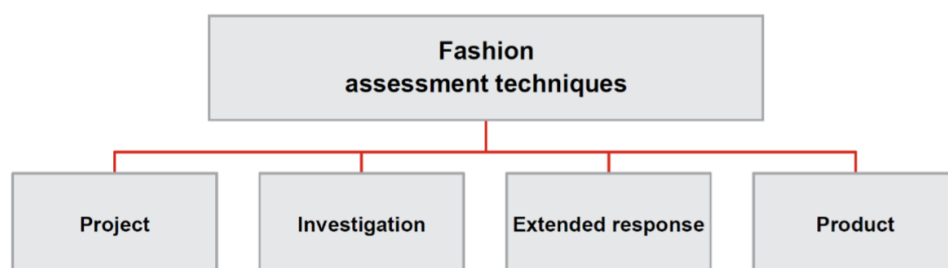 Fashion
assessment techniques
Project
Investigation
Extended response
Product